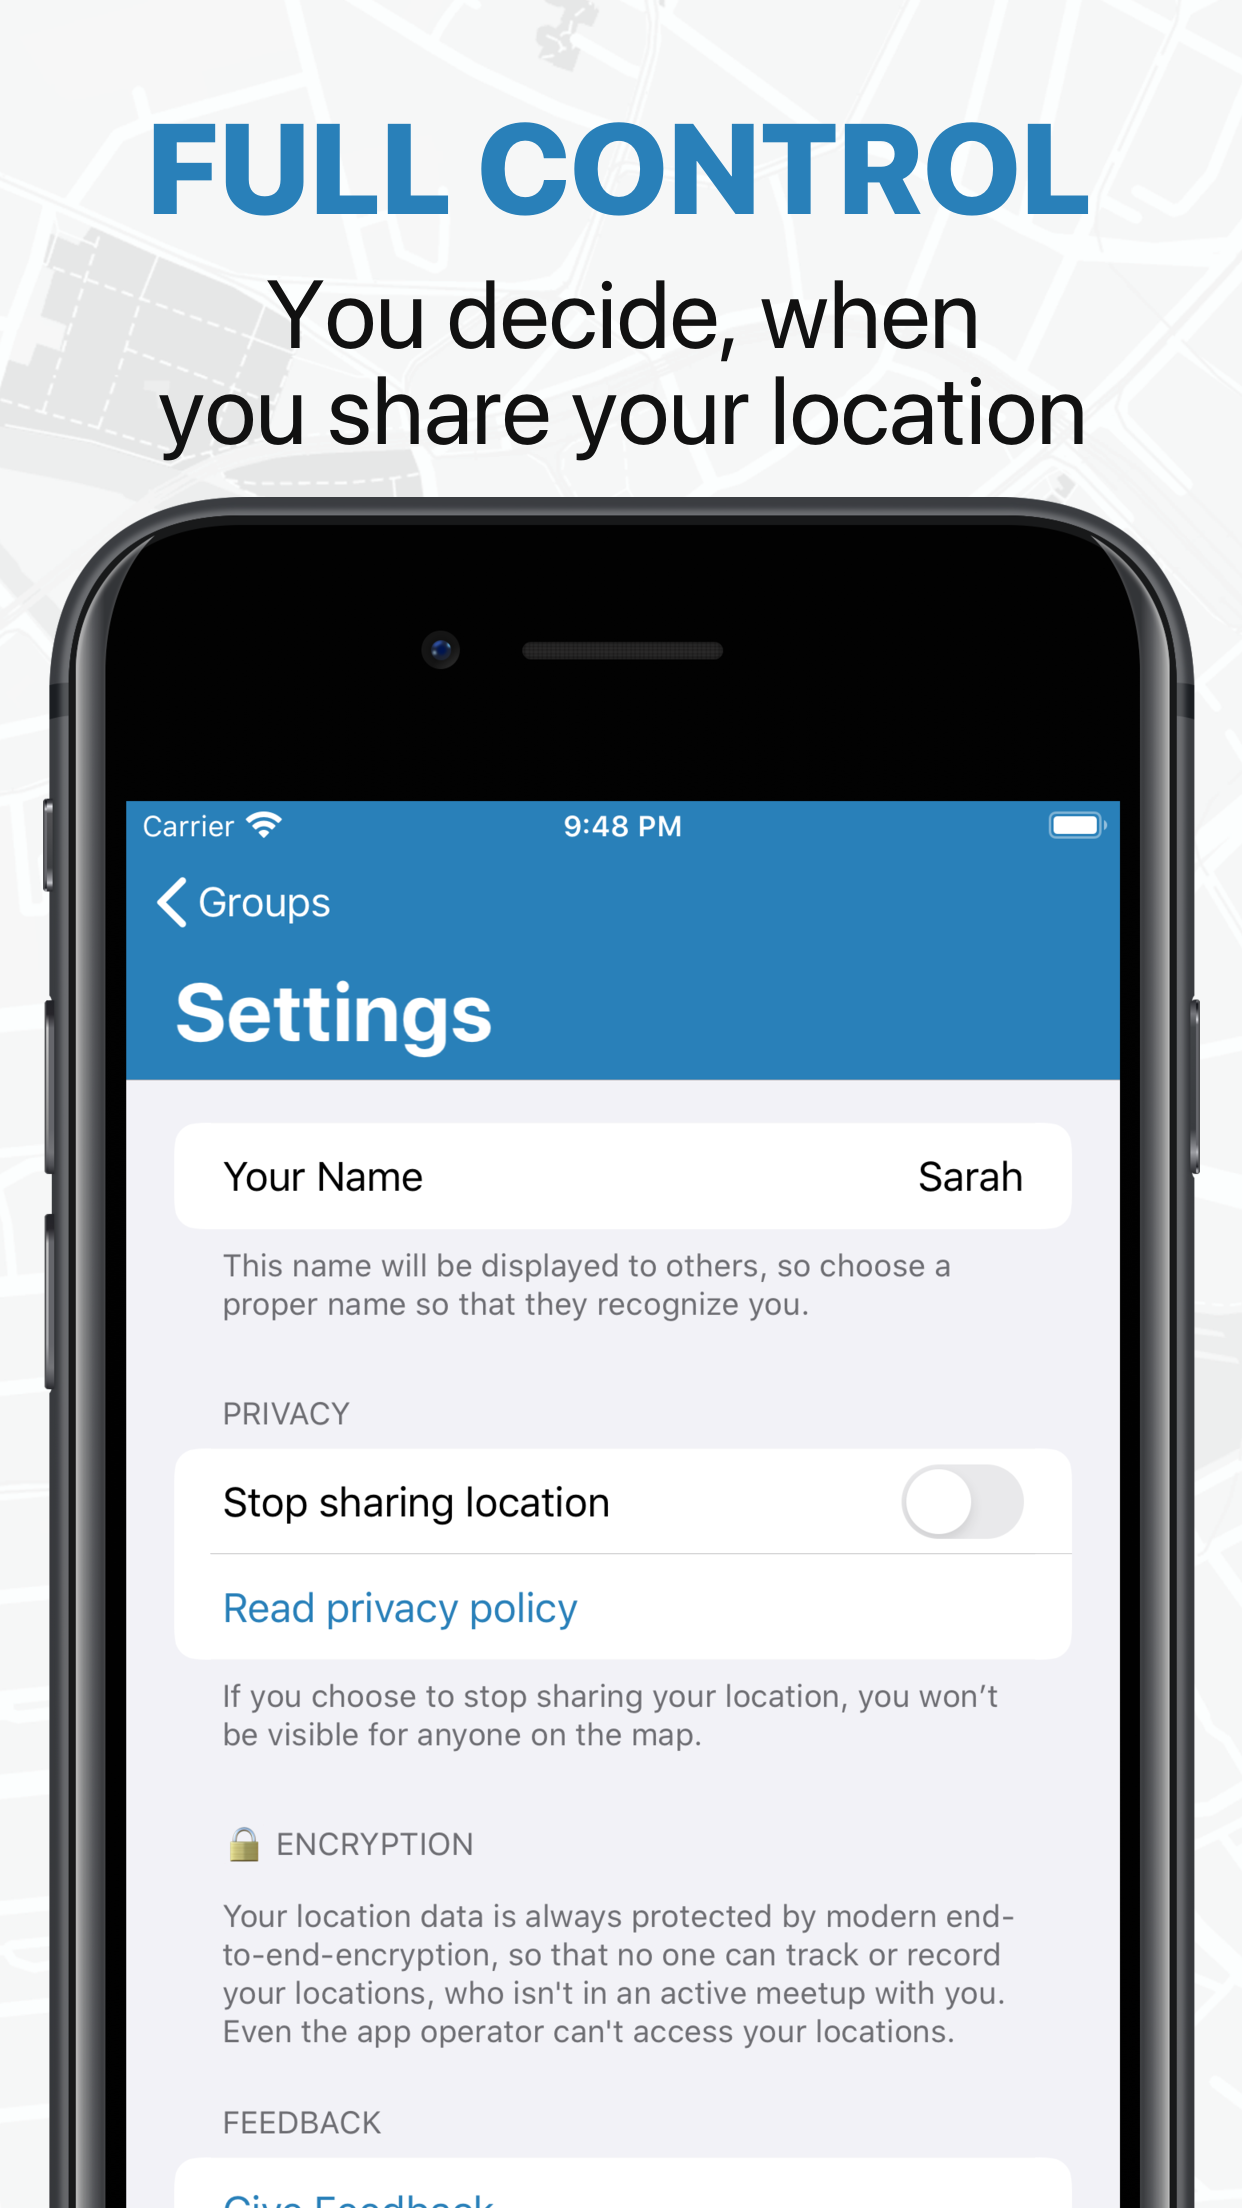 FULL CONTROL
You decide, when
you share your location
Carrier 9:48 PM
Groups
Settings
Your Name Sarah
This name will be displayed to others, so choose a
proper name so that they recognize you.
PRIVACY
Stop sharing location
Read privacy policy
If you choose to stop sharing your location, you won’t
be visible for anyone on the map.
🔒 ENCRYPTION
Your location data is always protected by modern end-
to-end-encryption, so that no one can track or record
your locations, who isn't in an active meetup with you.
Even the app operator can't access your locations.
FEEDBACK
Give Feedback